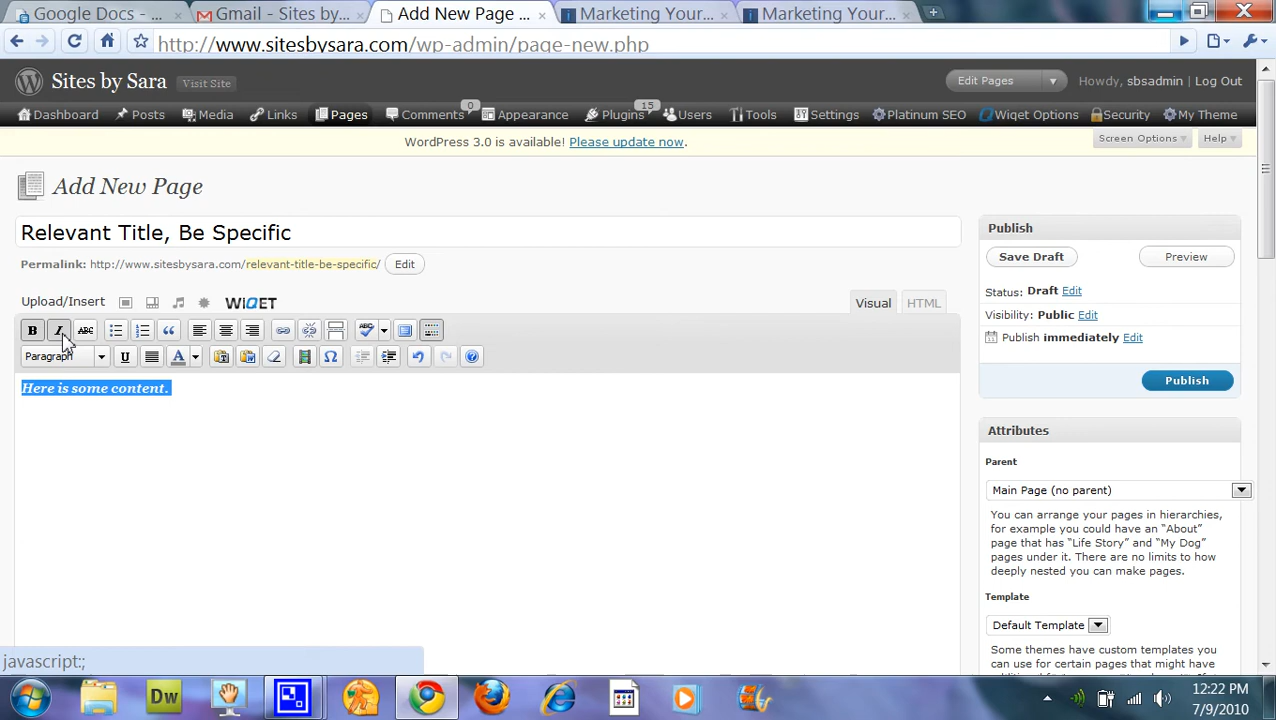 Google Docs - ...
Gmail - Sites by...
Add New Page ...
Marketing Your...
Marketing Your...
http://www.sitesbysara.com/wp-admin/page-new.php
Sites by Sara
Visit Site
Edit Pages
Howdy, sbsadmin | Log Out
Dashboard
Posts
Media
Links
Pages
Comments
0
Appearance
Plugins
15
Users
Tools
Settings
Platinum SEO
Wiqet Options
Security
My Theme
WordPress 3.0 is available! Please update now.
Screen Options
Help
Add New Page
Relevant Title, Be Specific
Permalink: http://www.sitesbysara.com/relevant-title-be-specific/ Edit
Upload/Insert
WiQET
Visual
HTML
B I ABC
ABC
Paragraph
U
A
Ω
Here is some content.
Publish
Save Draft
Preview
Status: Draft Edit
Visibility: Public Edit
Publish immediately Edit
Publish
Attributes
Parent
Main Page (no parent)
You can arrange your pages in hierarchies,
for example you could have an “About”
page that has “Life Story” and “My Dog”
pages under it. There are no limits to how
deeply nested you can make pages.
Template
Default Template
Some themes have custom templates you
can use for certain pages that might have
javascript:;
Dw
12:22 PM
7/9/2010